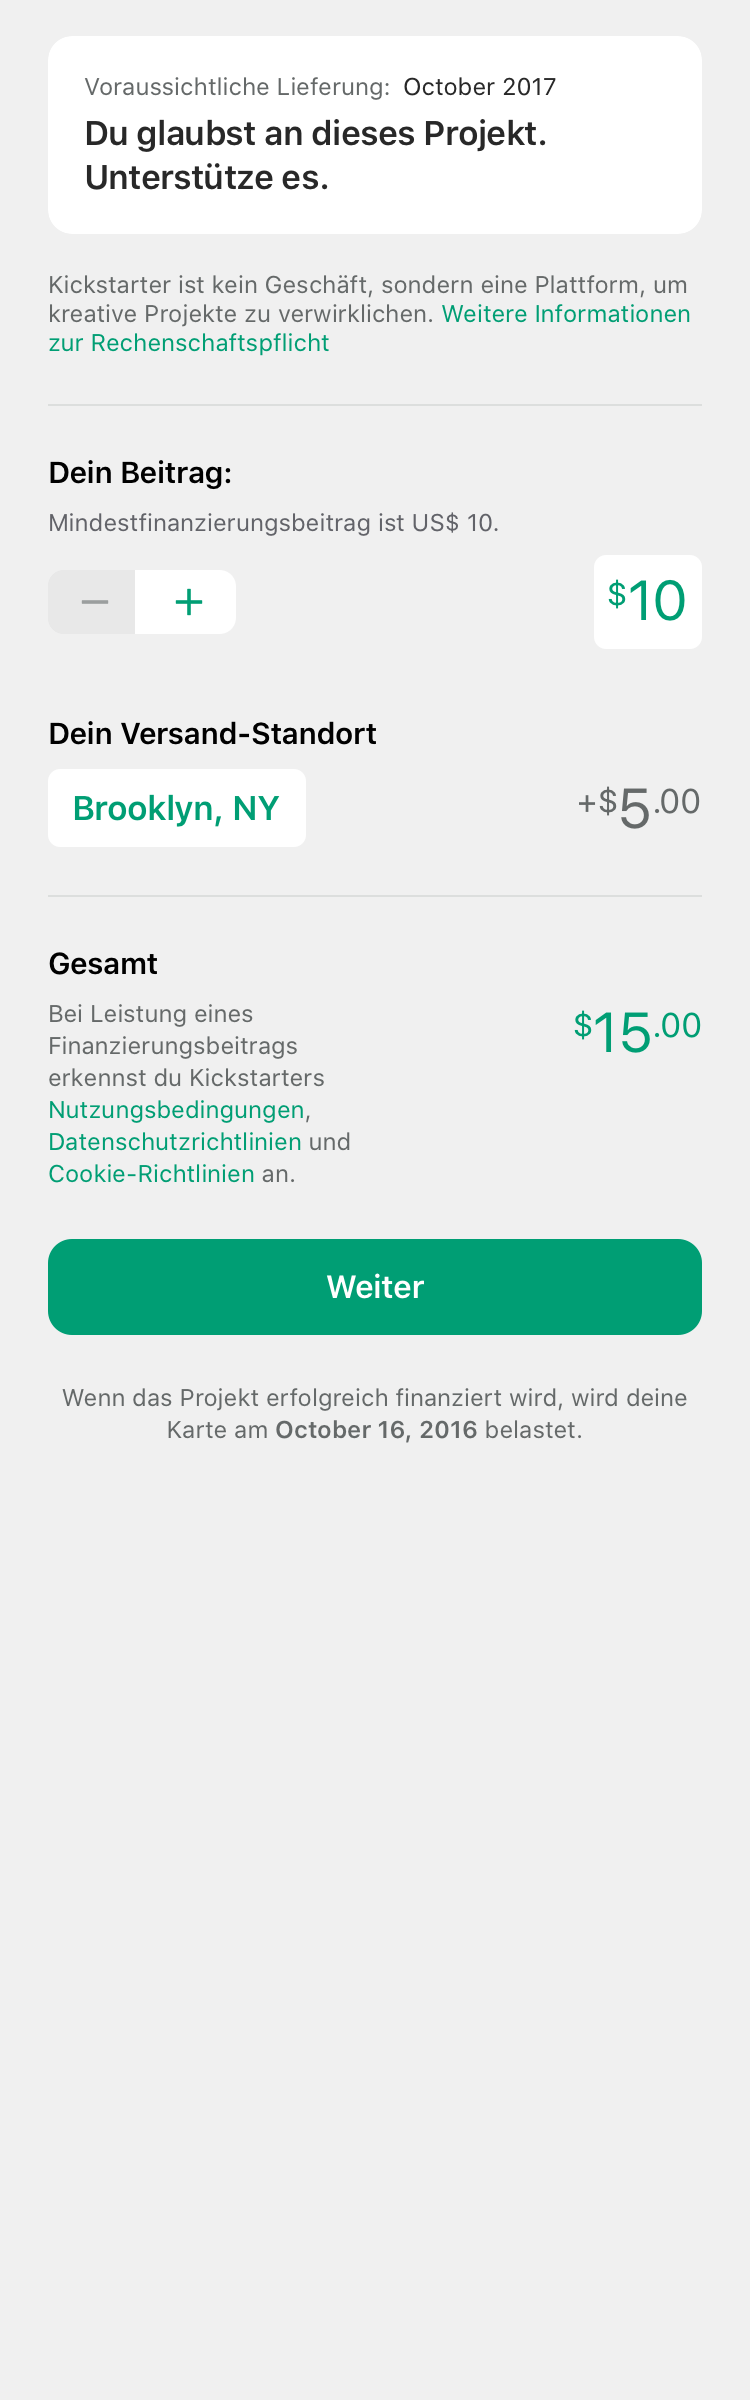 Voraussichtliche Lieferung: October 2017
Du glaubst an dieses Projekt.
Unterstütze es.
Kickstarter ist kein Geschäft, sondern eine Plattform, um
kreative Projekte zu verwirklichen. Weitere Informationen
zur Rechenschaftspflicht
Dein Beitrag:
Mindestfinanzierungsbeitrag ist US$ 10.
− +
$10
Dein Versand-Standort
Brooklyn, NY
+$5.00
Gesamt
Bei Leistung eines
Finanzierungsbeitrags
erkennst du Kickstarters
Nutzungsbedingungen,
Datenschutzrichtlinien und
Cookie-Richtlinien an.
$15.00
Weiter
Wenn das Projekt erfolgreich finanziert wird, wird deine
Karte am October 16, 2016 belastet.